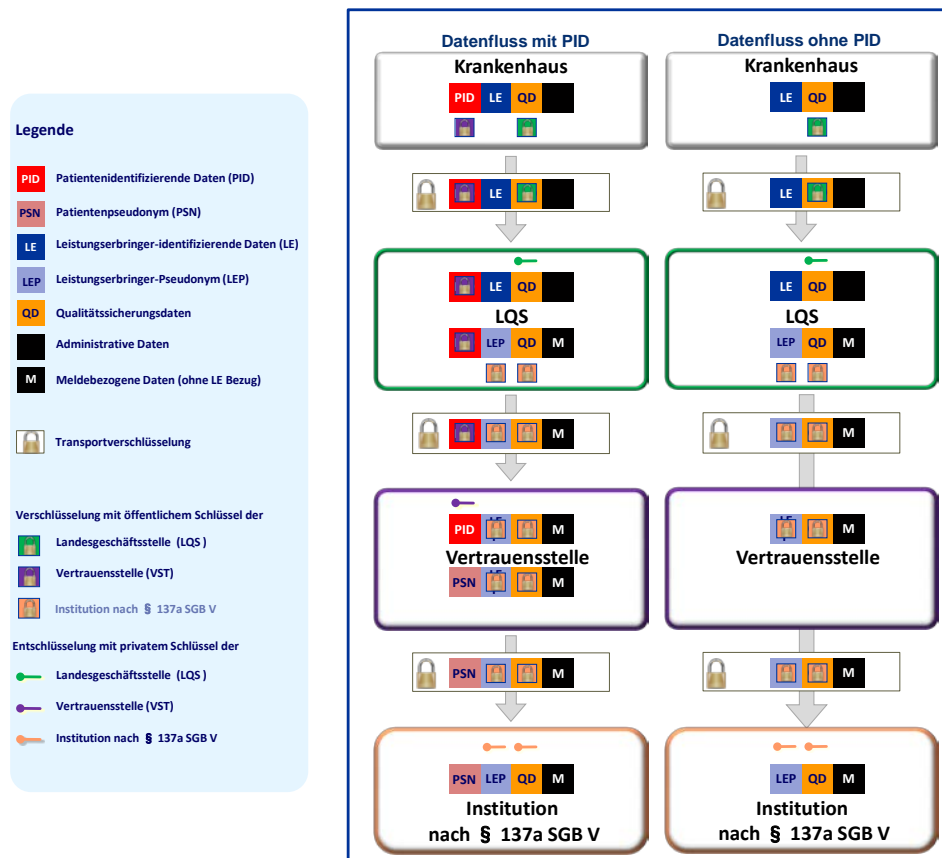 Legende
PID Patientenidentifizierende Daten (PID)
PSN Patientenpseudonym (PSN)
LE Leistungserbringer-identifizierende Daten (LE)
LEP Leistungserbringer-Pseudonym (LEP)
QD Qualitätssicherungsdaten
Administrative Daten
M Meldebezogene Daten (ohne LE Bezug)
Transportverschlüsselung
Verschlüsselung mit öffentlichem Schlüssel der
Landesgeschäftsstelle (LQS )
Vertrauensstelle (VST)
Institution nach § 137a SGB V
Entschlüsselung mit privatem Schlüssel der
Landesgeschäftsstelle (LQS )
Vertrauensstelle (VST)
Institution nach § 137a SGB V
Datenfluss mit PID
Krankenhaus
PID LE QD
LE
LE QD
LQS
LEP QD M
M
PID M
Vertrauensstelle
PSN M
PSN M
PSN LEP QD M
Institution
nach § 137a SGB V
Datenfluss ohne PID
Krankenhaus
LE QD
LE
LE QD
LQS
LEP QD M
M
M
Vertrauensstelle
M
LEP QD M
Institution
nach § 137a SGB V